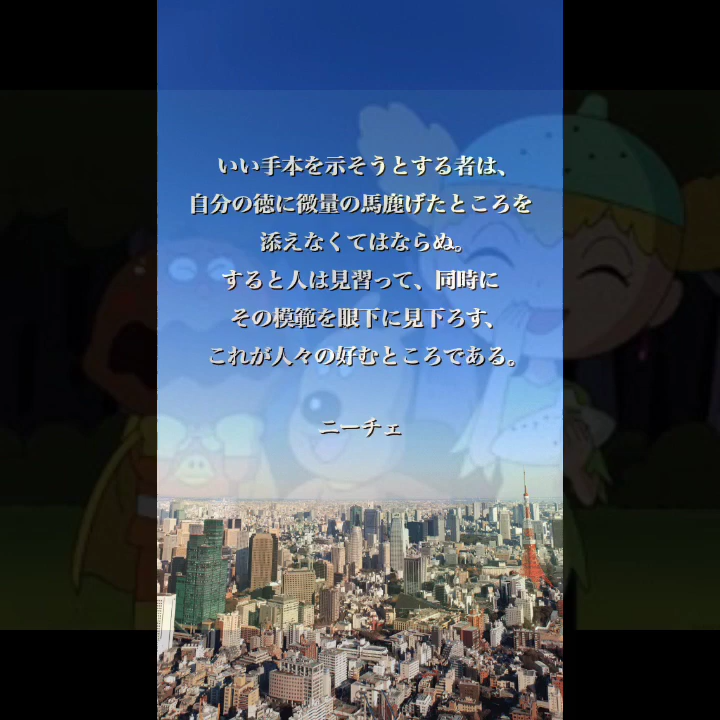 いい手本を示そうとする者は、
自分の徳に微量の馬鹿げたところを
添えなくてはならぬ。
すると人は見習って、同時に
その模範を眼下に見下ろす、
これが人々の好むところである。
ニーチェ